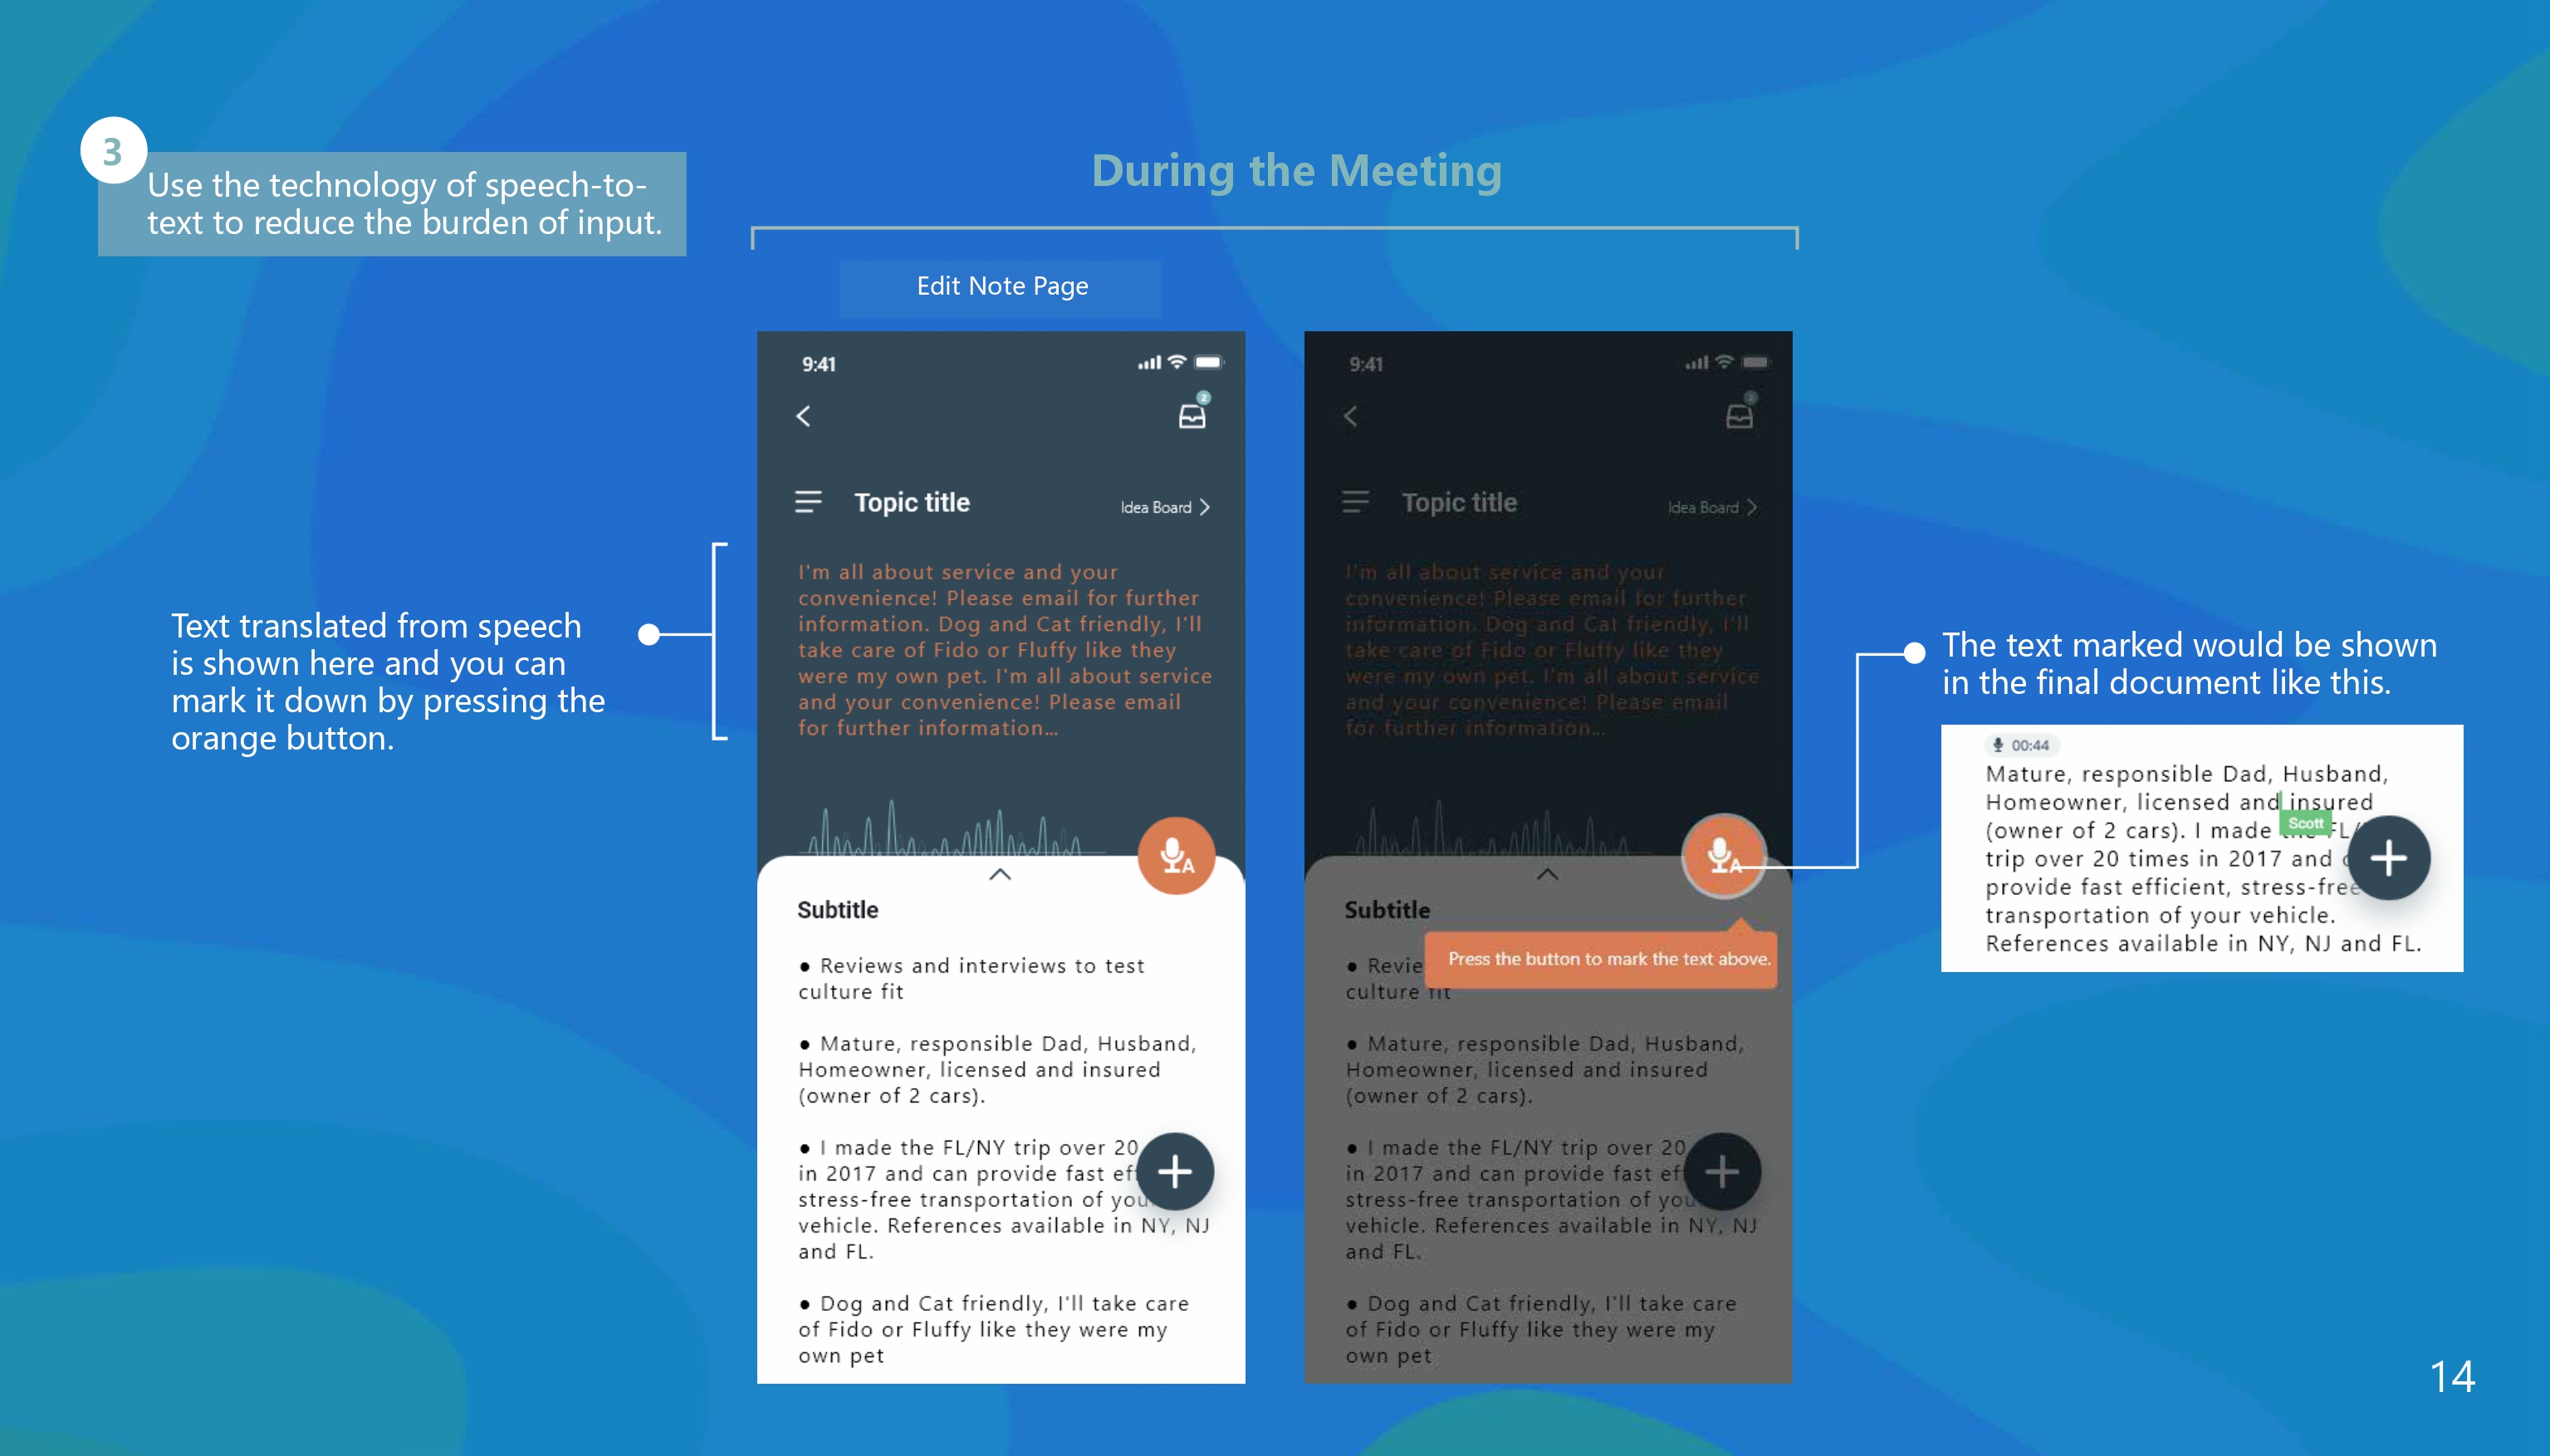 3
Use the technology of speech-to-
text to reduce the burden of input.
During the Meeting
Edit Note Page
Text translated from speech
is shown here and you can
mark it down by pressing the
orange button.
9:41
2
Topic title
Idea Board
I'm all about service and your
convenience! Please email for further
information. Dog and Cat friendly, I'll
take care of Fido or Fluffy like they
were my own pet. I'm all about service
and your convenience! Please email
for further information...
A
Subtitle
● Reviews and interviews to test
culture fit
● Mature, responsible Dad, Husband,
Homeowner, licensed and insured
(owner of 2 cars).
● I made the FL/NY trip over 20
in 2017 and can provide fast
stress-free transportation of
vehicle. References available in NY, NJ
and FL.
● Dog and Cat friendly, I'll take care
of Fido or Fluffy like they were my
own pet
9:41
2
Topic title
Idea Board
I'm all about service and your
convenience! Please email for further
information. Dog and Cat friendly, I'll
take care of Fido or Fluffy like they
were my own pet. I'm all about service
and your convenience! Please email
for further information...
A
Subtitle
Press the button to mark the text above.
●
culture fit
● Mature, responsible Dad, Husband,
Homeowner, licensed and insured
(owner of 2 cars).
● I made the FL/NY trip over 20
in 2017 and can provide fast
stress-free transportation of
vehicle. References available in NY, NJ
and FL.
● Dog and Cat friendly, I'll take care
of Fido or Fluffy like they were my
own pet
The text marked would be shown
in the final document like this.
00:44
Mature, responsible Dad, Husband,
Homeowner, licensed and insured
Scott
(owner of 2 cars). I made
trip over 20 times in 2017 and
provide fast efficient, stress-free
transportation of your vehicle.
References available in NY, NJ and FL.
14